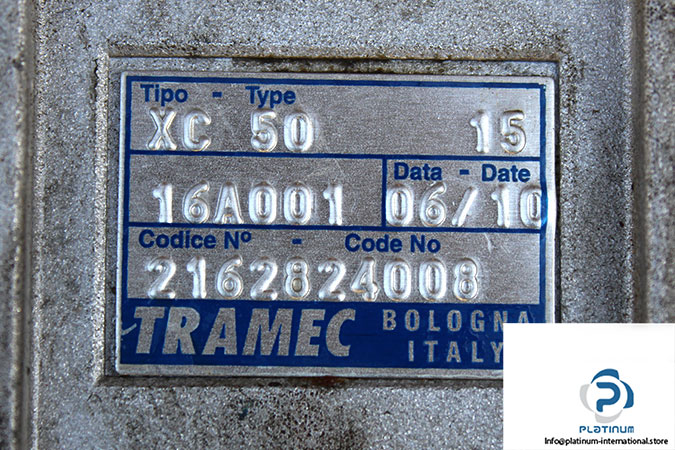 Tipo - Type
XC 50 15
16A001
Data - Date
06/10
Codice Nº - Code No
2162824008
TRAMEC BOLOGNA
ITALY
PLATINUM
Info@platinum-international.store